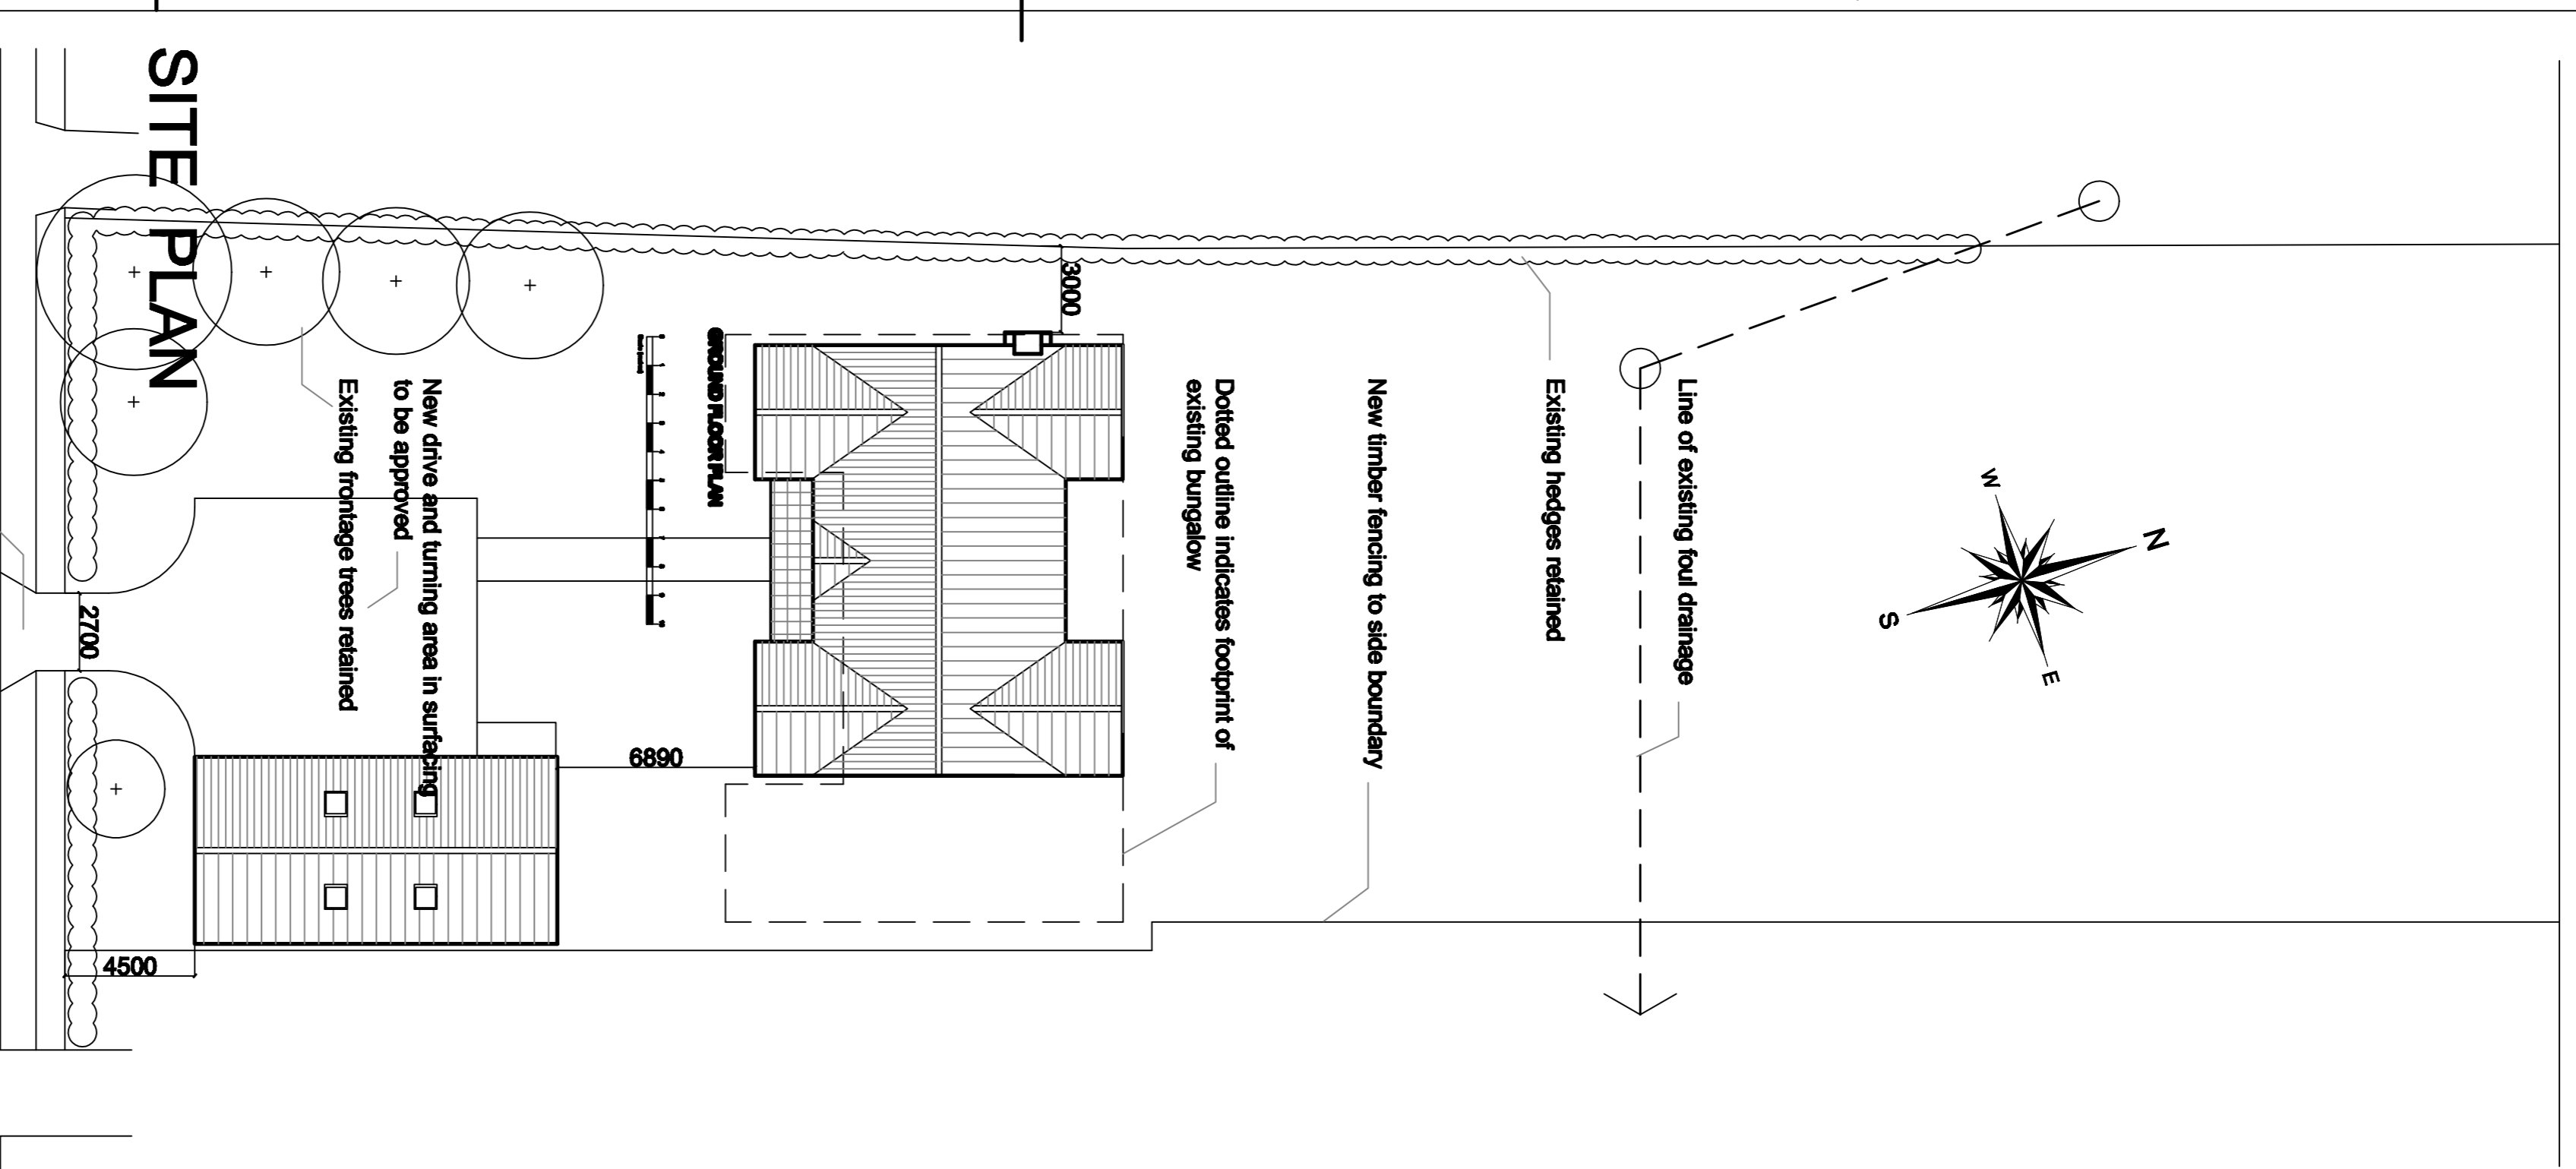 SITE PLAN
Existing frontage trees retained
New drive and turning area in surfacing
to be approved
GROUND FLOOR PLAN
3000
2700
6890
4500
Dotted outline indicates footprint of
existing bungalow
New timber fencing to side boundary
Existing hedges retained
Line of existing foul drainage
N
W
S
E